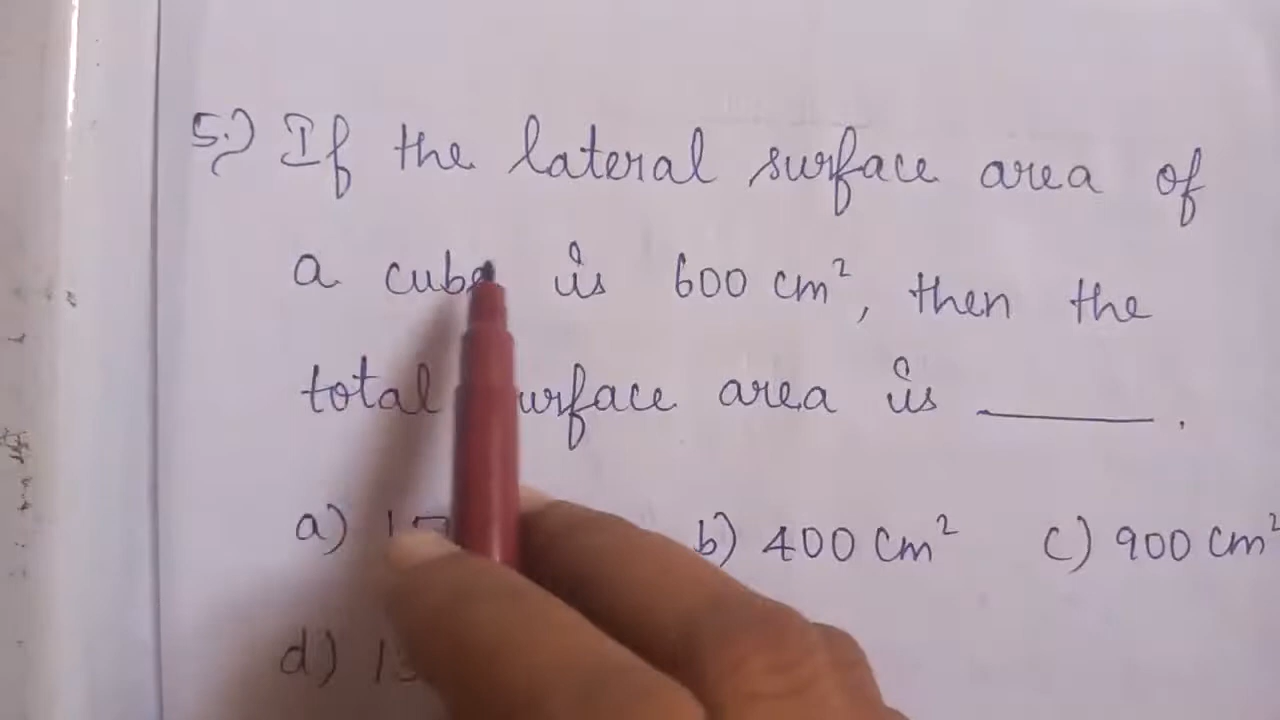 5.) If the lateral surface area of
a cube is 600 cm², then the
total surface area is ______.
a) b) 400 cm² c) 900 cm²
d)